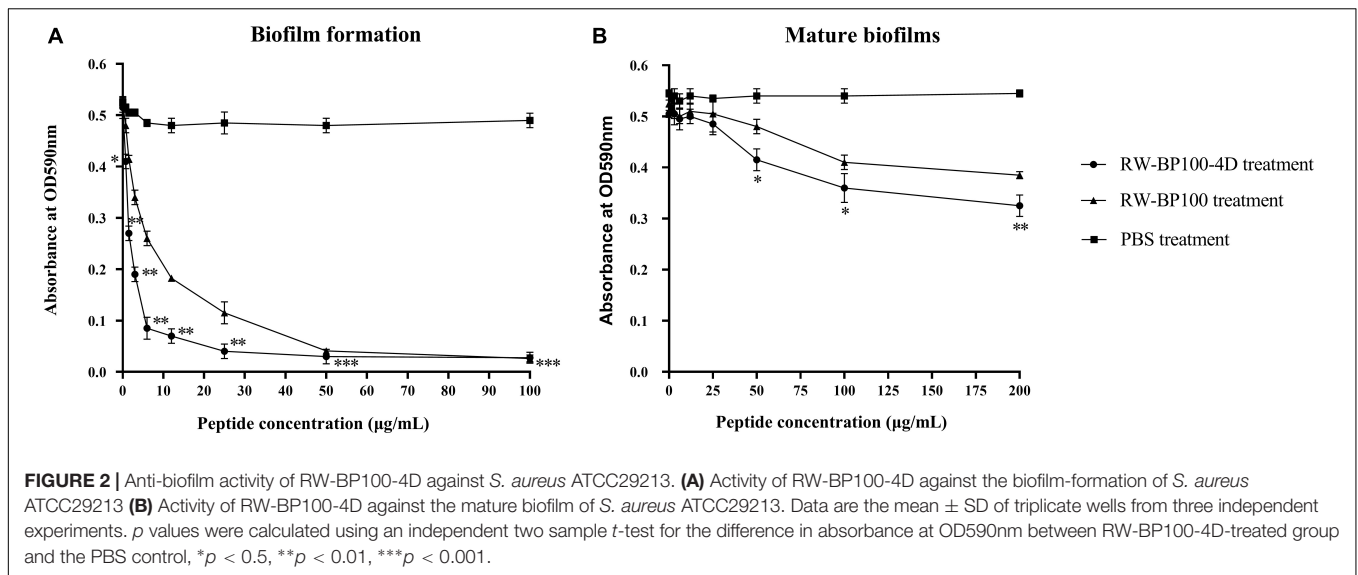 A
Biofilm formation
0.6
0.5
0.4
0.3
0.2
0.1
0.0
Absorbance at OD590nm
*
**
**
**
**
**
***
***
0 10 20 30 40 50 60 70 80 90 100
Peptide concentration (µg/mL)
B
Mature biofilms
0.6
0.5
0.4
0.3
0.2
0.1
0.0
Absorbance at OD590nm
*
*
**
0 25 50 75 100 125 150 175 200
Peptide concentration (µg/mL)
RW-BP100-4D treatment
RW-BP100 treatment
PBS treatment
FIGURE 2 | Anti-biofilm activity of RW-BP100-4D against S. aureus ATCC29213. (A) Activity of RW-BP100-4D against the biofilm-formation of S. aureus
ATCC29213 (B) Activity of RW-BP100-4D against the mature biofilm of S. aureus ATCC29213. Data are the mean ± SD of triplicate wells from three independent
experiments. p values were calculated using an independent two sample t-test for the difference in absorbance at OD590nm between RW-BP100-4D-treated group
and the PBS control, *p < 0.5, **p < 0.01, ***p < 0.001.